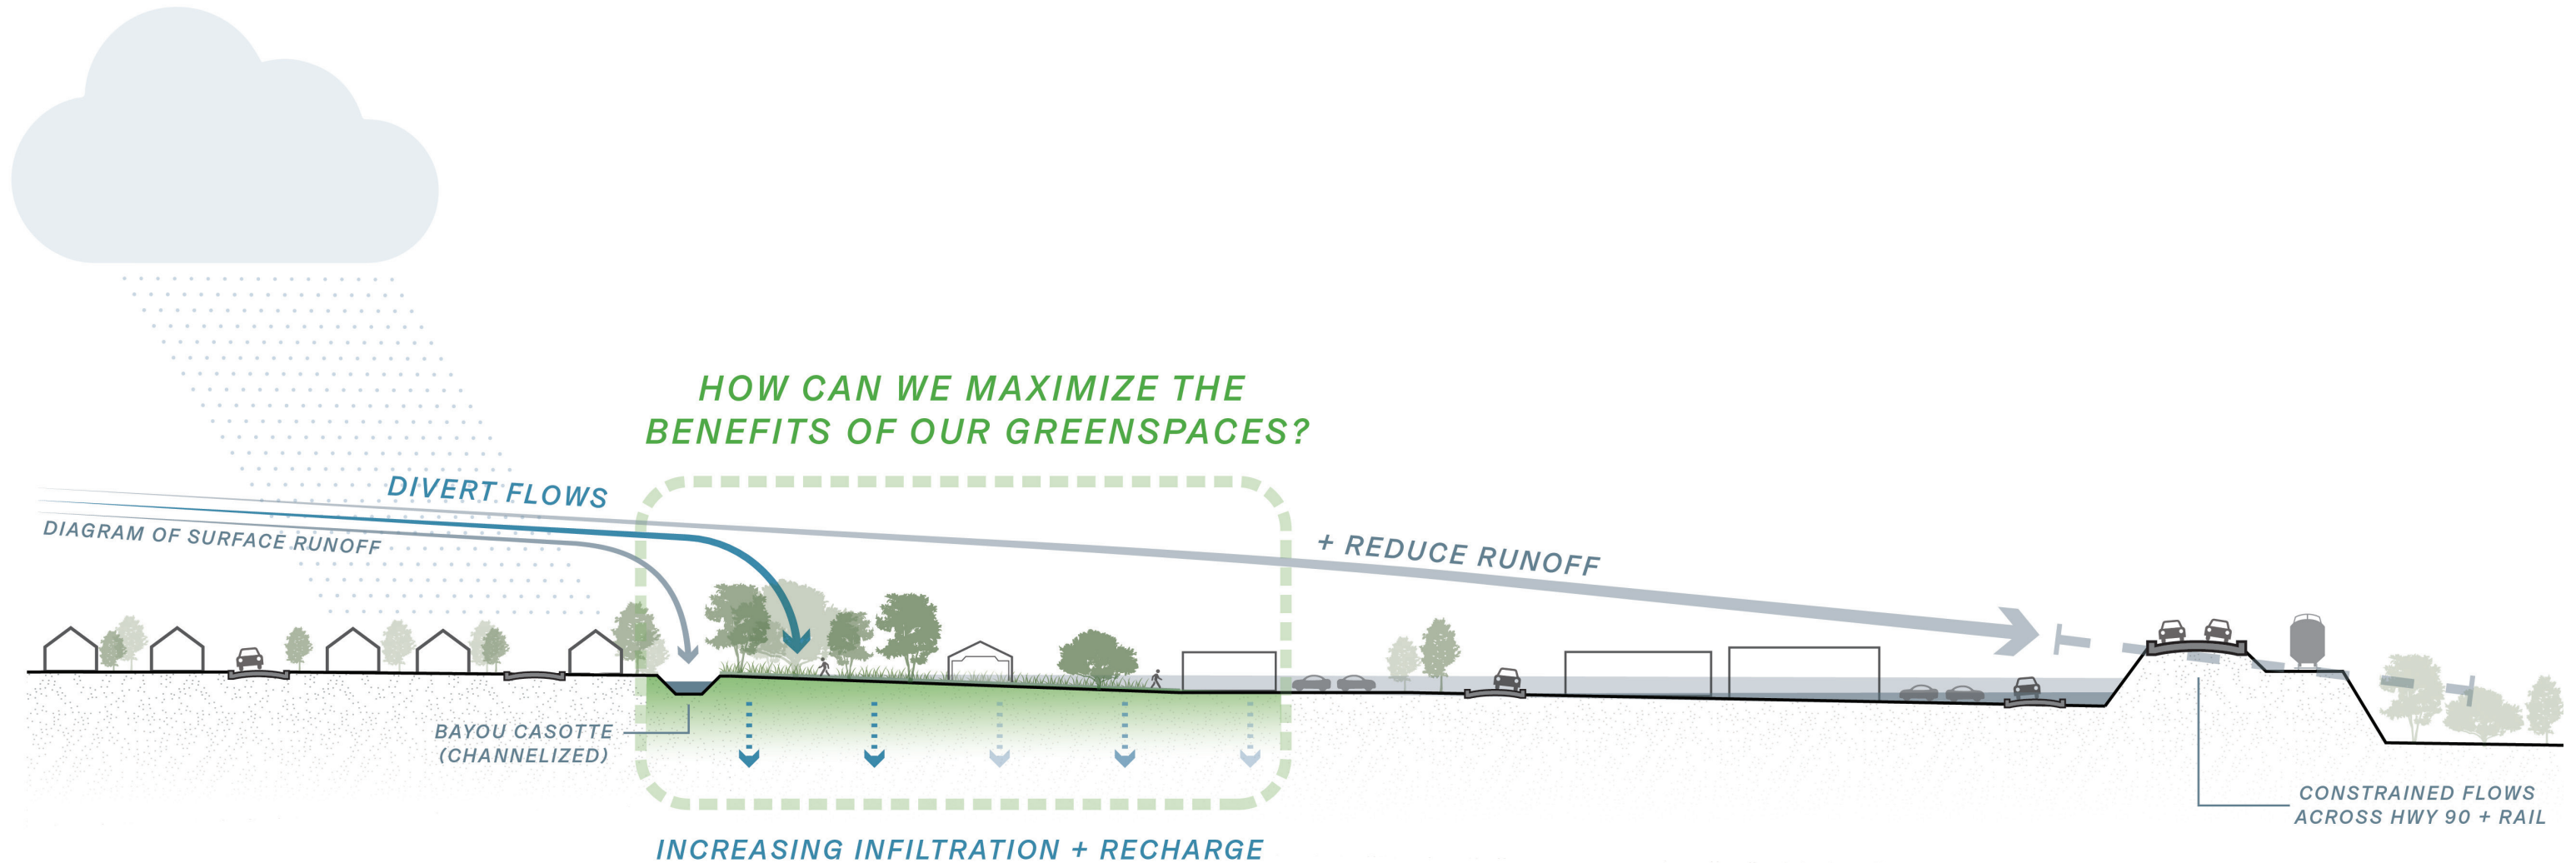 HOW CAN WE MAXIMIZE THE
BENEFITS OF OUR GREENSPACES?
DIVERT FLOWS
DIAGRAM OF SURFACE RUNOFF
+ REDUCE RUNOFF
BAYOU CASOTTE
(CHANNELIZED)
CONSTRAINED FLOWS
ACROSS HWY 90 + RAIL
INCREASING INFILTRATION + RECHARGE